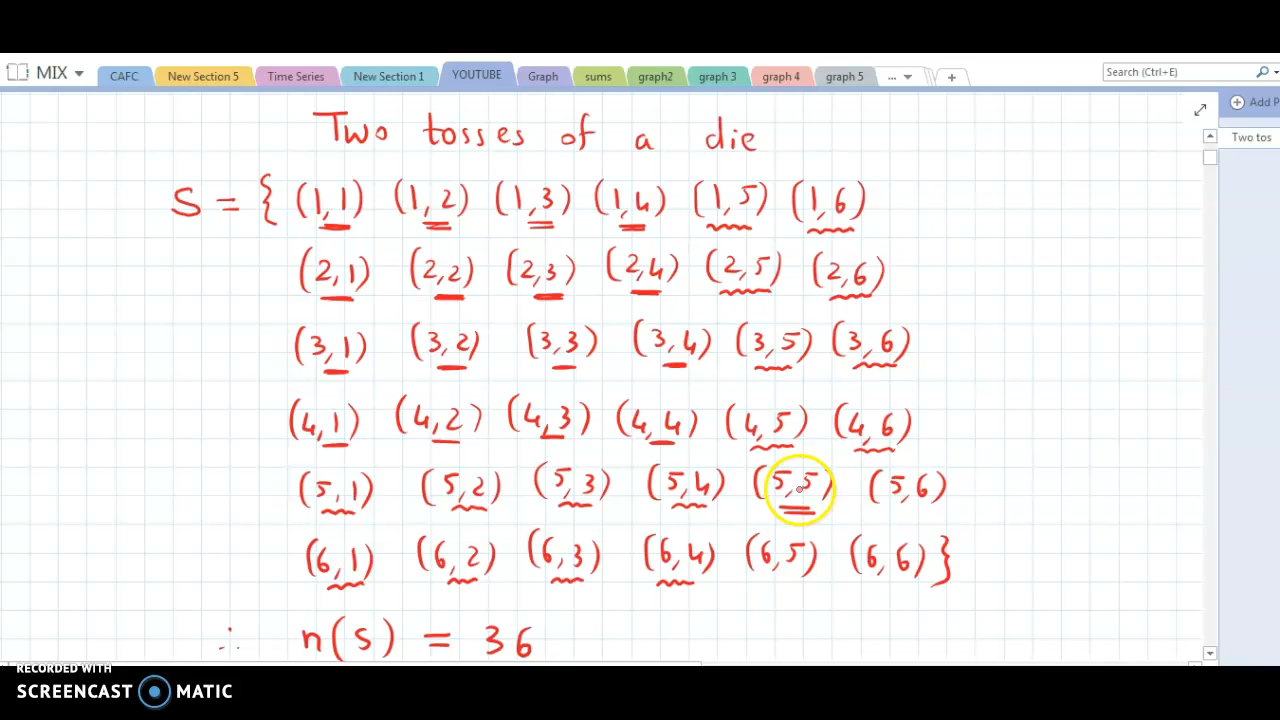 MIX CAFC New Section 5 Time Series New Section 1 YOUTUBE Graph sums graph2 graph 3 graph 4 graph 5 ... Search (Ctrl+E)
Add P
Two tos
Two tosses of a die
S = { (1,1) (1,2) (1,3) (1,4) (1,5) (1,6)
(2,1) (2,2) (2,3) (2,4) (2,5) (2,6)
(3,1) (3,2) (3,3) (3,4) (3,5) (3,6)
(4,1) (4,2) (4,3) (4,4) (4,5) (4,6)
(5,1) (5,2) (5,3) (5,4) (5,5) (5,6)
(6,1) (6,2) (6,3) (6,4) (6,5) (6,6) }
∴ n(s) = 36
RECORDED WITH
SCREENCAST MATIC